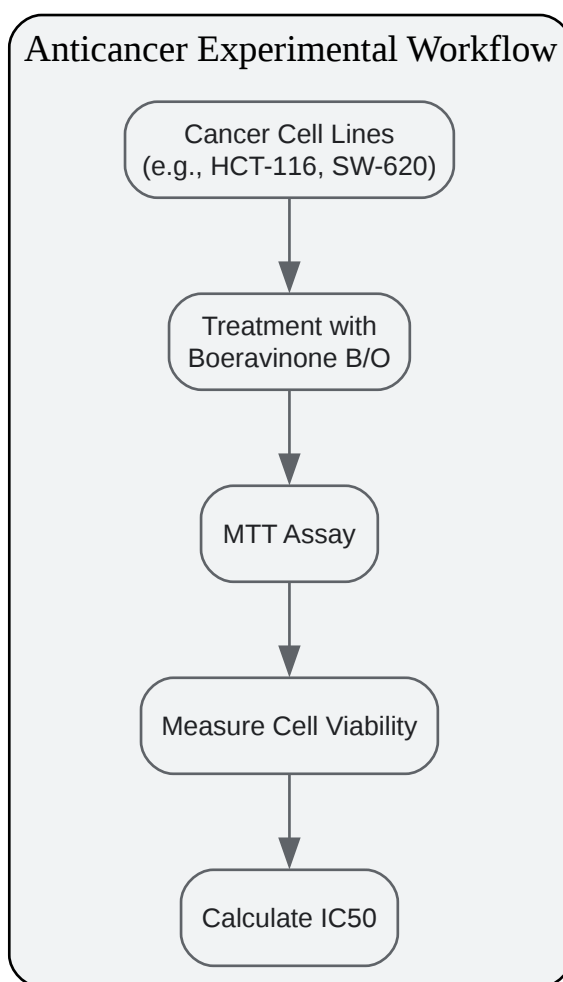 Anticancer Experimental Workflow
Cancer Cell Lines
(e.g., HCT-116, SW-620)
Treatment with
Boeravinone B/O
MTT Assay
Measure Cell Viability
Calculate IC50